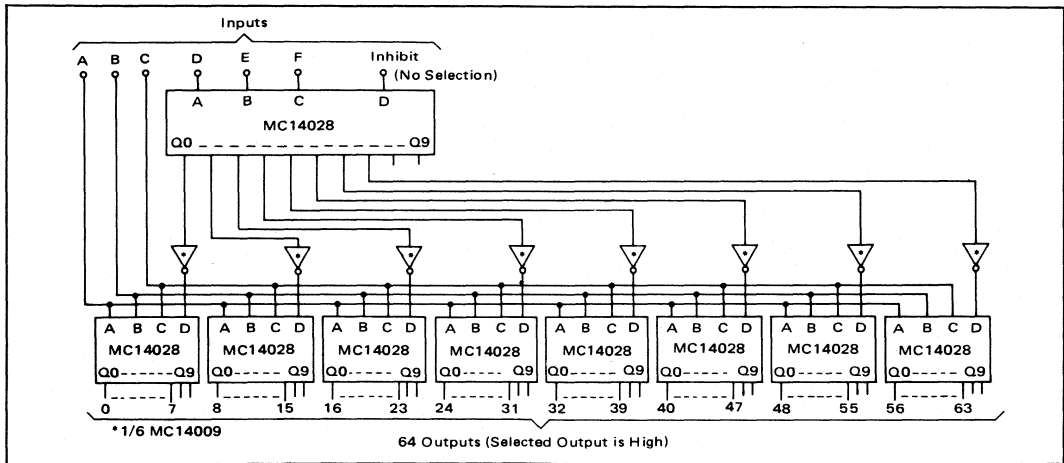 Inputs
A B C D E F Inhibit
(No Selection)
A B C D
MC14028
Q0 _ _ _ _ _ _ _ _ Q9
* * * * * * * *
A B C D A B C D A B C D A B C D A B C D A B C D A B C D A B C D
MC14028 MC14028 MC14028 MC14028 MC14028 MC14028 MC14028 MC14028
Q0------Q9 Q0------Q9 Q0------Q9 Q0------Q9 Q0------Q9 Q0------Q9 Q0------Q9 Q0------Q9
0 7 8 15 16 23 24 31 32 39 40 47 48 55 56 63
*1/6 MC14009
64 Outputs (Selected Output is High)